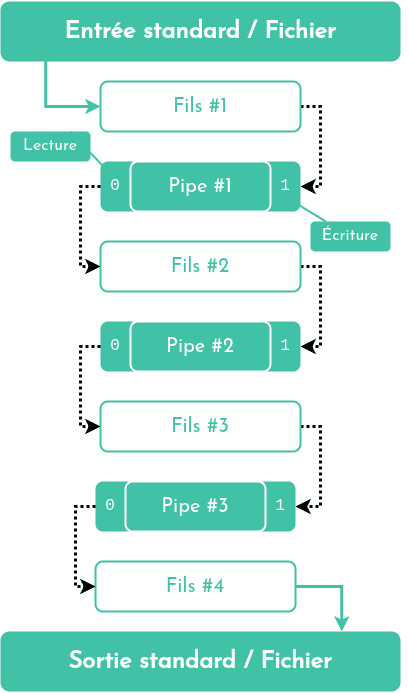 Entrée standard / Fichier
Fils #1
Lecture
0 Pipe #1 1
Écriture
Fils #2
0 Pipe #2 1
Fils #3
0 Pipe #3 1
Fils #4
Sortie standard / Fichier